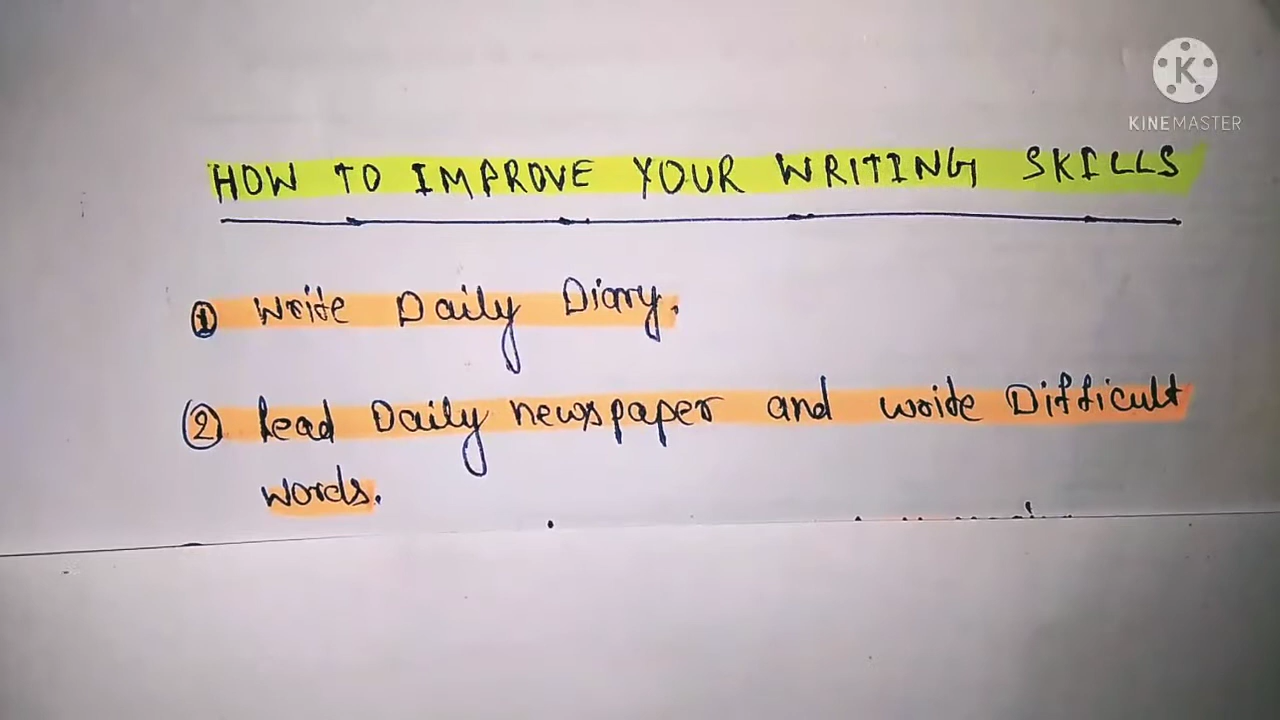 KINEMASTER
HOW TO IMPROVE YOUR WRITING SKILLS
① Write Daily Diary.
② Read Daily newspaper and write Difficult
words.